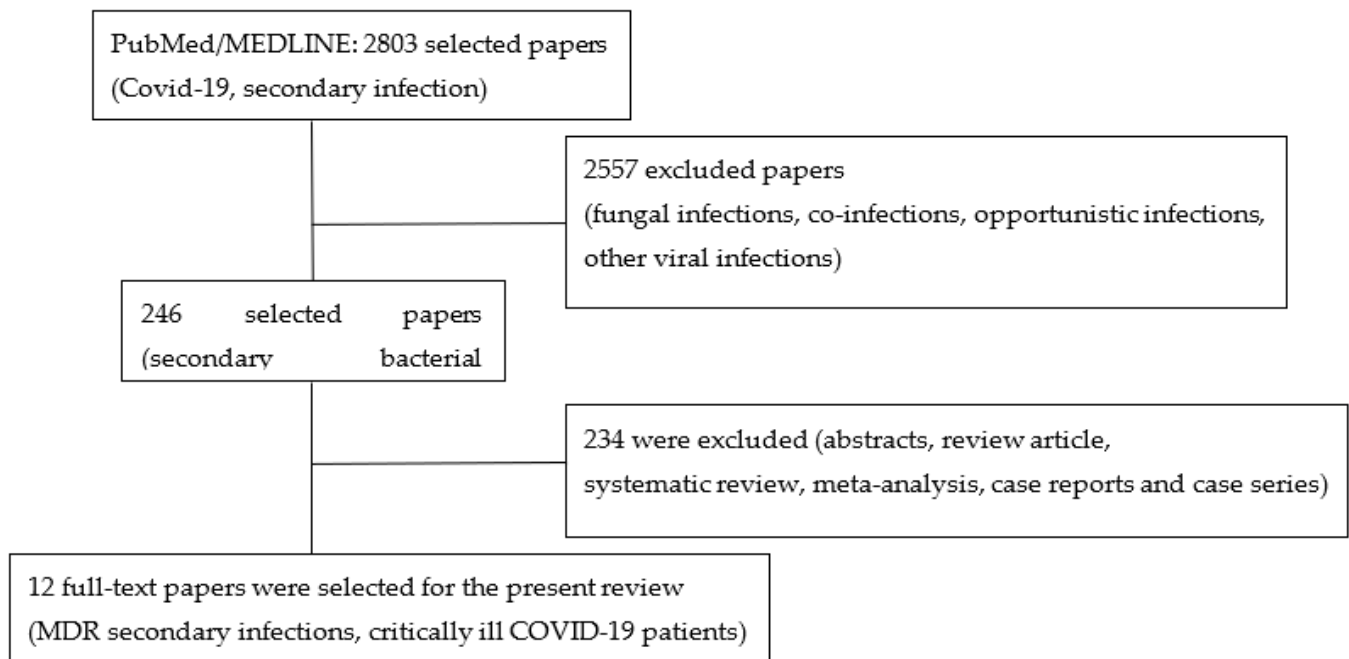 PubMed/MEDLINE: 2803 selected papers
(Covid-19, secondary infection)
2557 excluded papers
(fungal infections, co-infections, opportunistic infections,
other viral infections)
246 selected papers
(secondary bacterial
234 were excluded (abstracts, review article,
systematic review, meta-analysis, case reports and case series)
12 full-text papers were selected for the present review
(MDR secondary infections, critically ill COVID-19 patients)